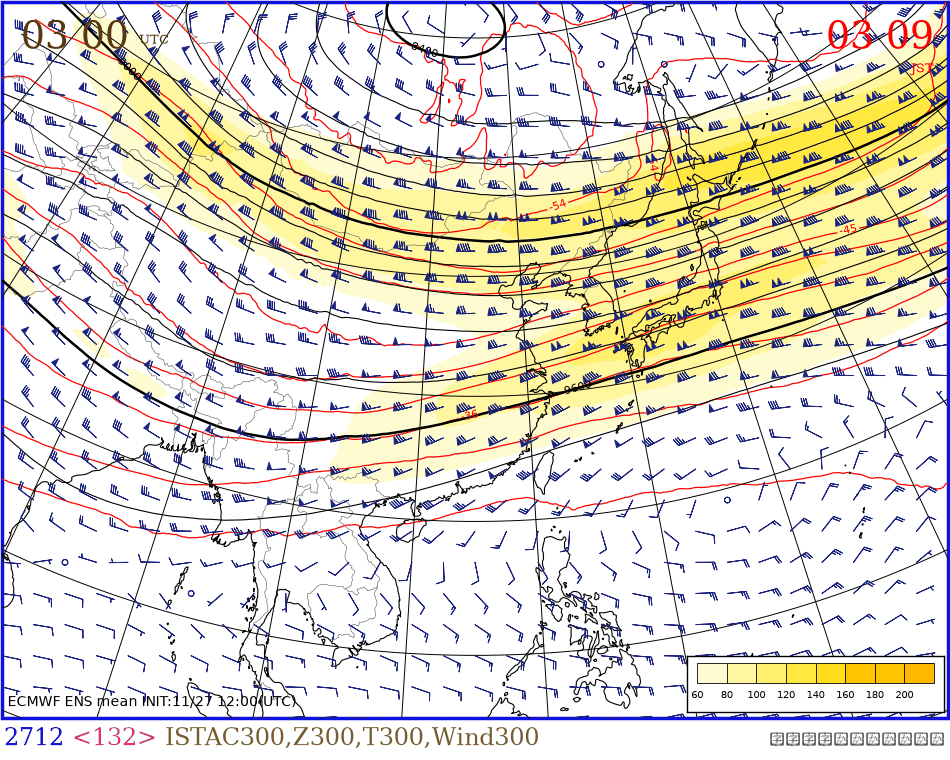 03 00 UTC
03 09 JST
8400
9000
-54
-45
9600
-36
60 80 100 120 140 160 180 200
ECMWF ENS mean INIT:11/27 12:00(UTC)
2712 <132> ISTAC300,Z300,T300,Wind300